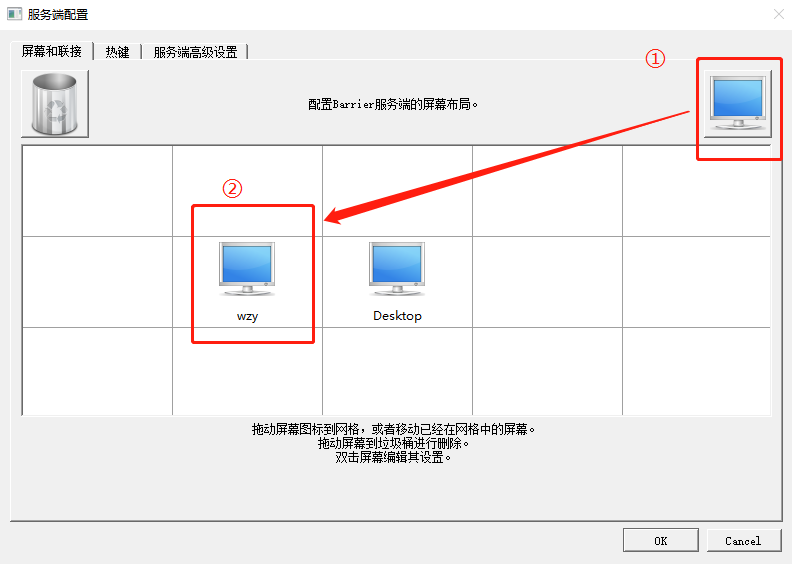 服务端配置
屏幕和联接 热键 服务端高级设置
①
配置Barrier服务端的屏幕布局。
②
wzy Desktop
拖动屏幕图标到网格，或者移动已经在网格中的屏幕。
拖动屏幕到垃圾桶进行删除。
双击屏幕编辑其设置。
OK Cancel